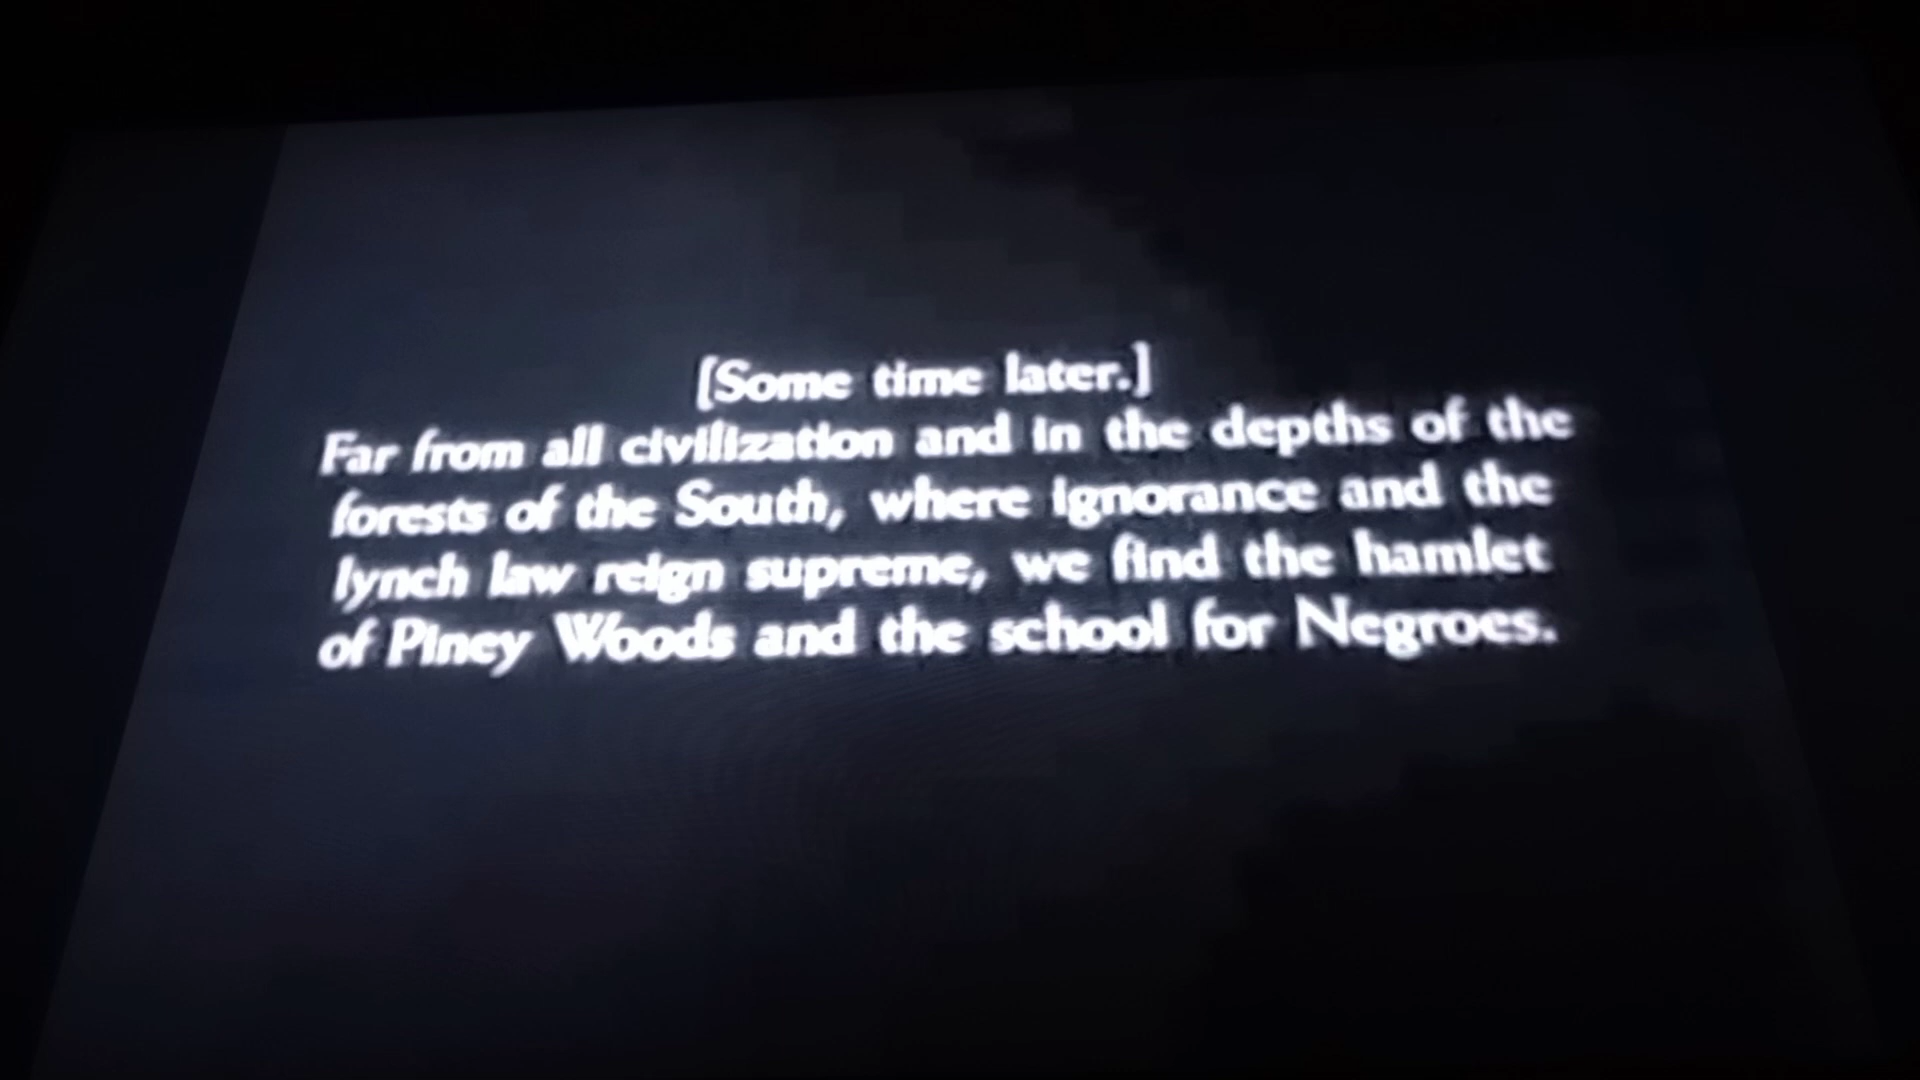 [Some time later.]
Far from all civilization and in the depths of the
forests of the South, where ignorance and the
lynch law reign supreme, we find the hamlet
of Piney Woods and the school for Negroes.